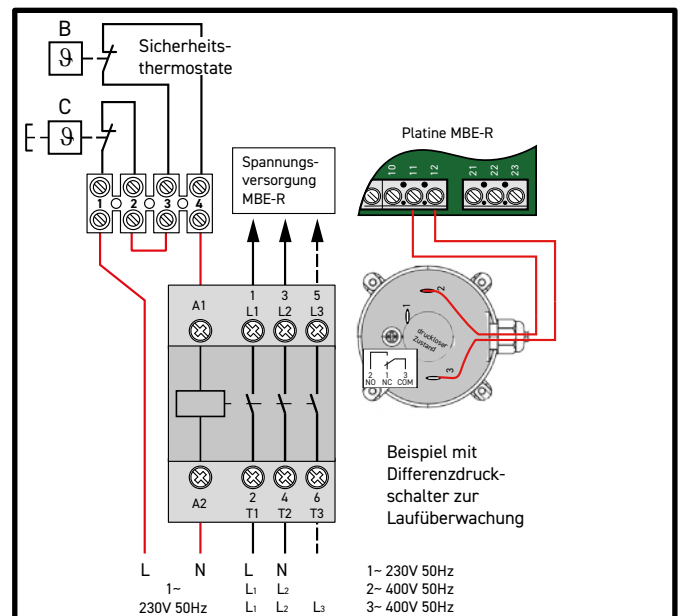 B
Sicherheits-
thermostate
ϑ
C
ϑ
1 2 3 4
Spannungs-
versorgung
MBE-R
Platine MBE-R
10 11 12 21 22 23
A1
1 3 5
L1 L2 L3
2
1
druckloser
Zustand
3
2 1 3
NO NC COM
A2
2 4 6
T1 T2 T3
Beispiel mit
Differenzdruck-
schalter zur
Laufüberwachung
L N L N 1~ 230V 50Hz
1~ L1 L2 2~ 400V 50Hz
230V 50Hz L1 L2 L3 3~ 400V 50Hz